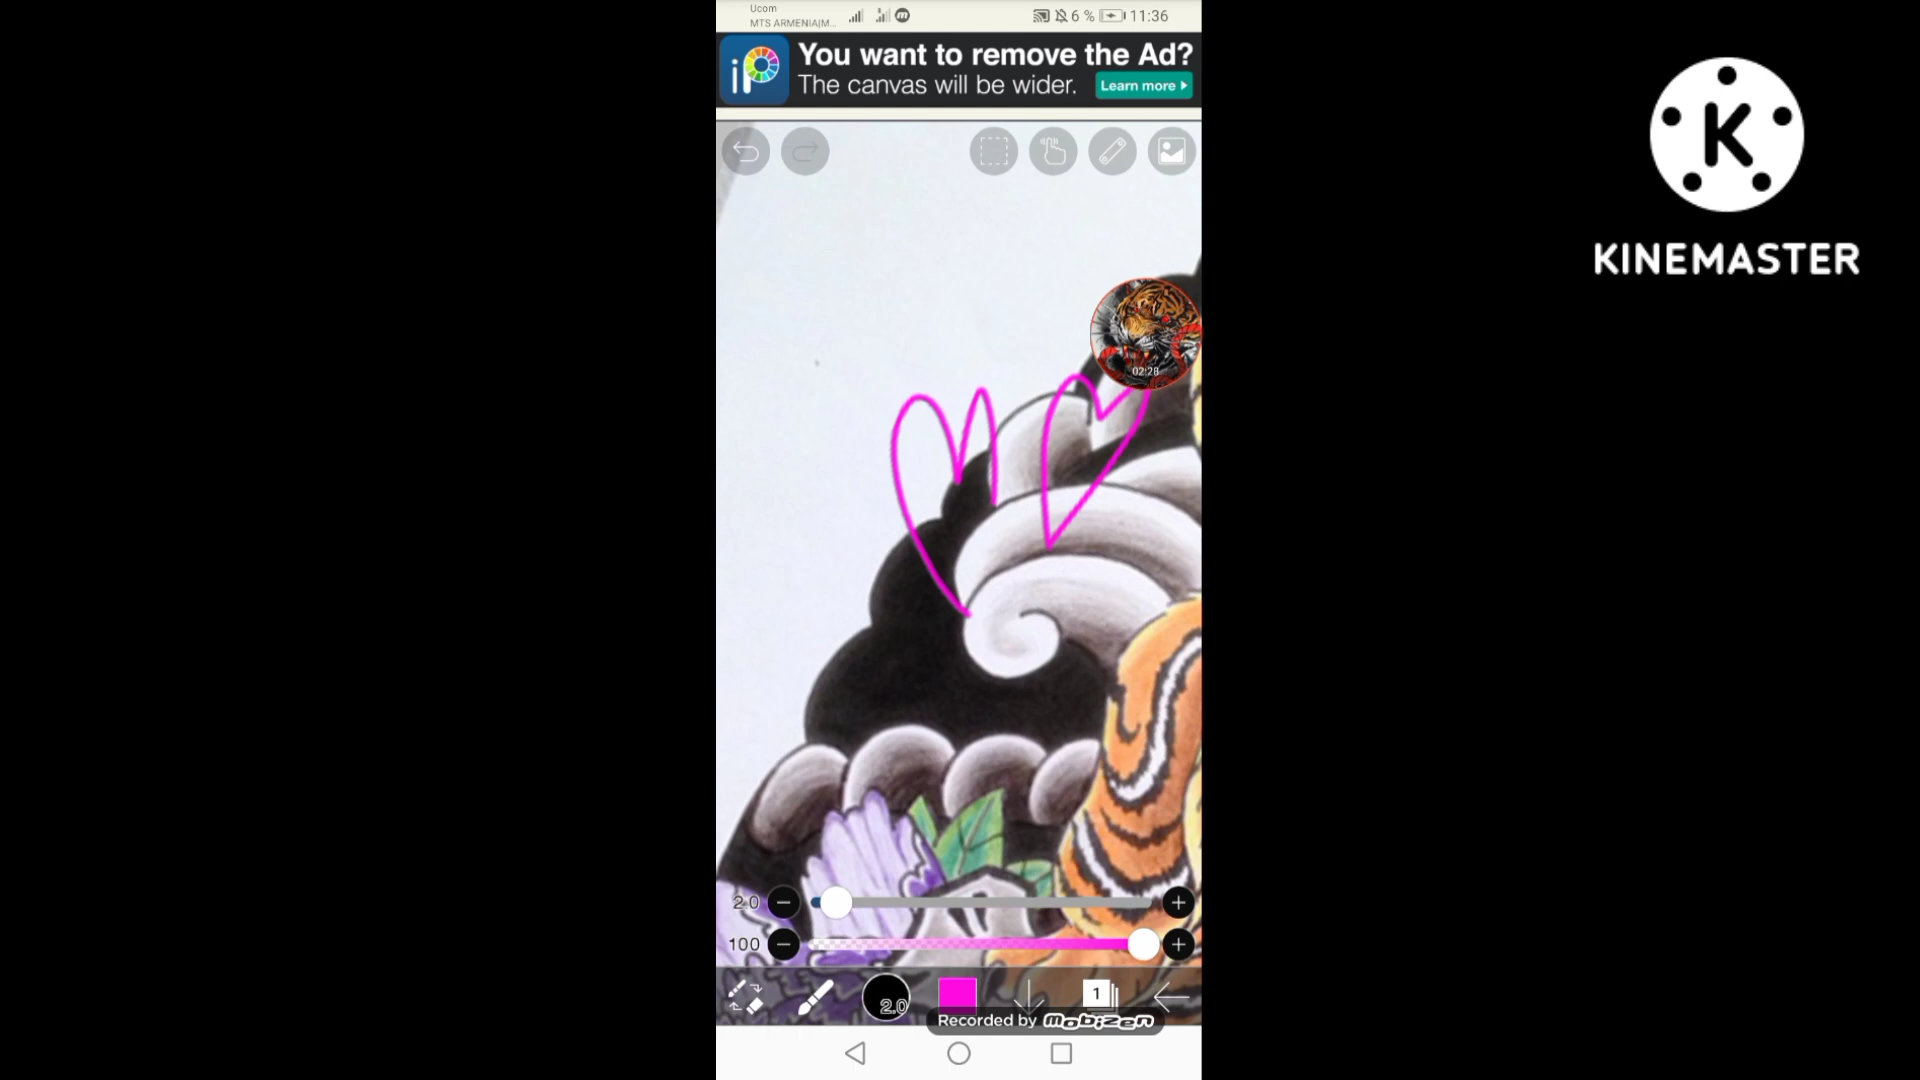 Ucom
MTS ARMENIA|M...
6 % 11:36
iP
You want to remove the Ad?
The canvas will be wider.
Learn more
K
KINEMASTER
02:28
2.0
100
2.0
1
Recorded by mobizen